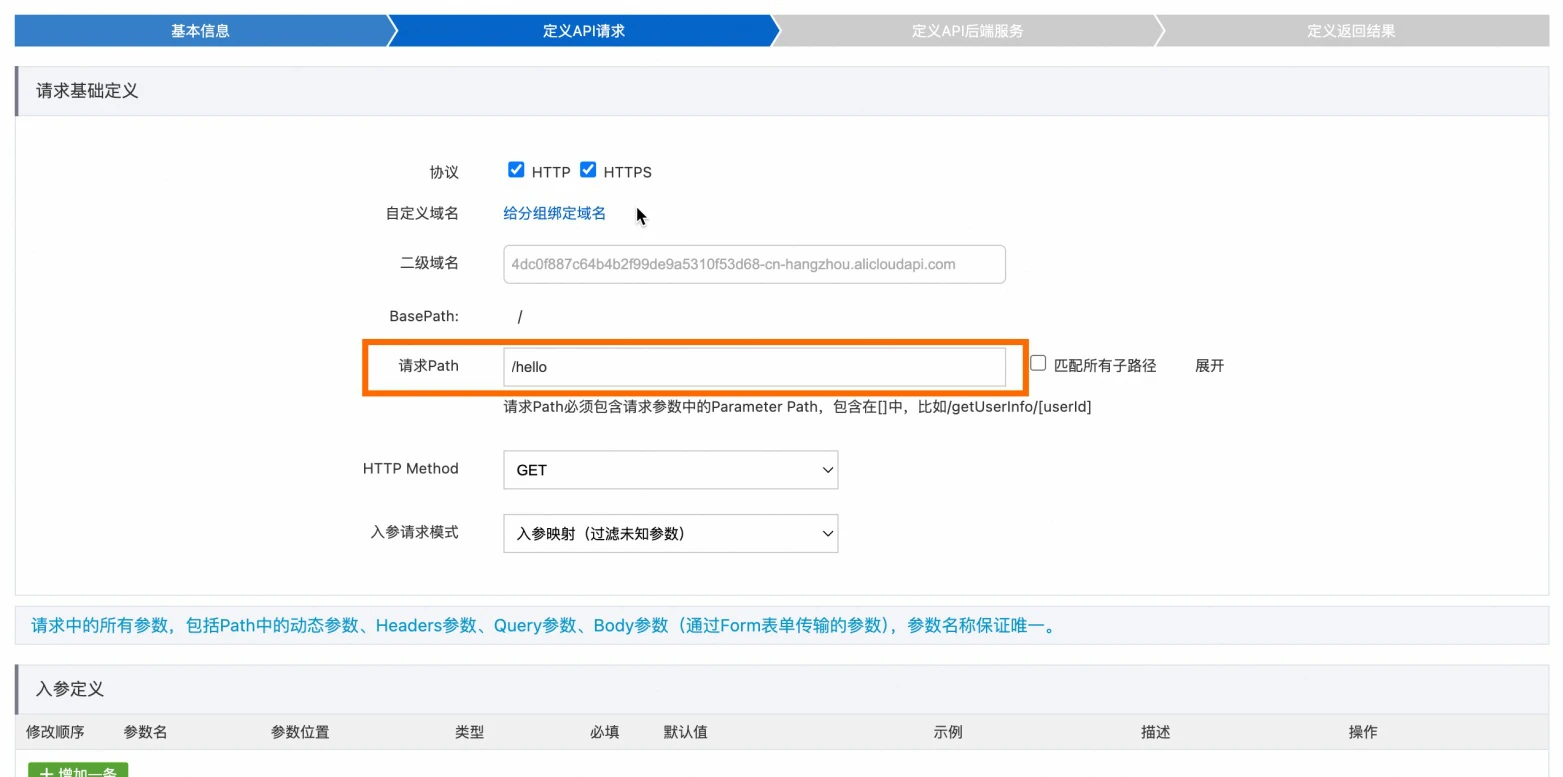 基本信息 定义API请求 定义API后端服务 定义返回结果
请求基础定义
协议 HTTP HTTPS
自定义域名 给分组绑定域名
二级域名 4dc0f887c64b4b2f99de9a5310f53d68-cn-hangzhou.alicloudapi.com
BasePath: /
请求Path /hello 匹配所有子路径 展开
请求Path必须包含请求参数中的Parameter Path，包含在[]中，比如/getUserInfo/[userId]
HTTP Method GET
入参请求模式 入参映射（过滤未知参数）
请求中的所有参数，包括Path中的动态参数、Headers参数、Query参数、Body参数（通过Form表单传输的参数），参数名称保证唯一。
入参定义
修改顺序 参数名 参数位置 类型 必填 默认值 示例 描述 操作
+ 增加一条